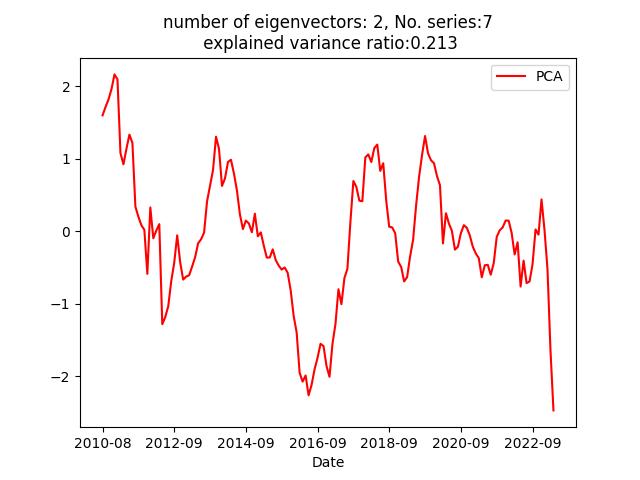 number of eigenvectors: 2, No. series:7
explained variance ratio:0.213
PCA
2
1
0
−1
−2
2010-08 2012-09 2014-09 2016-09 2018-09 2020-09 2022-09
Date